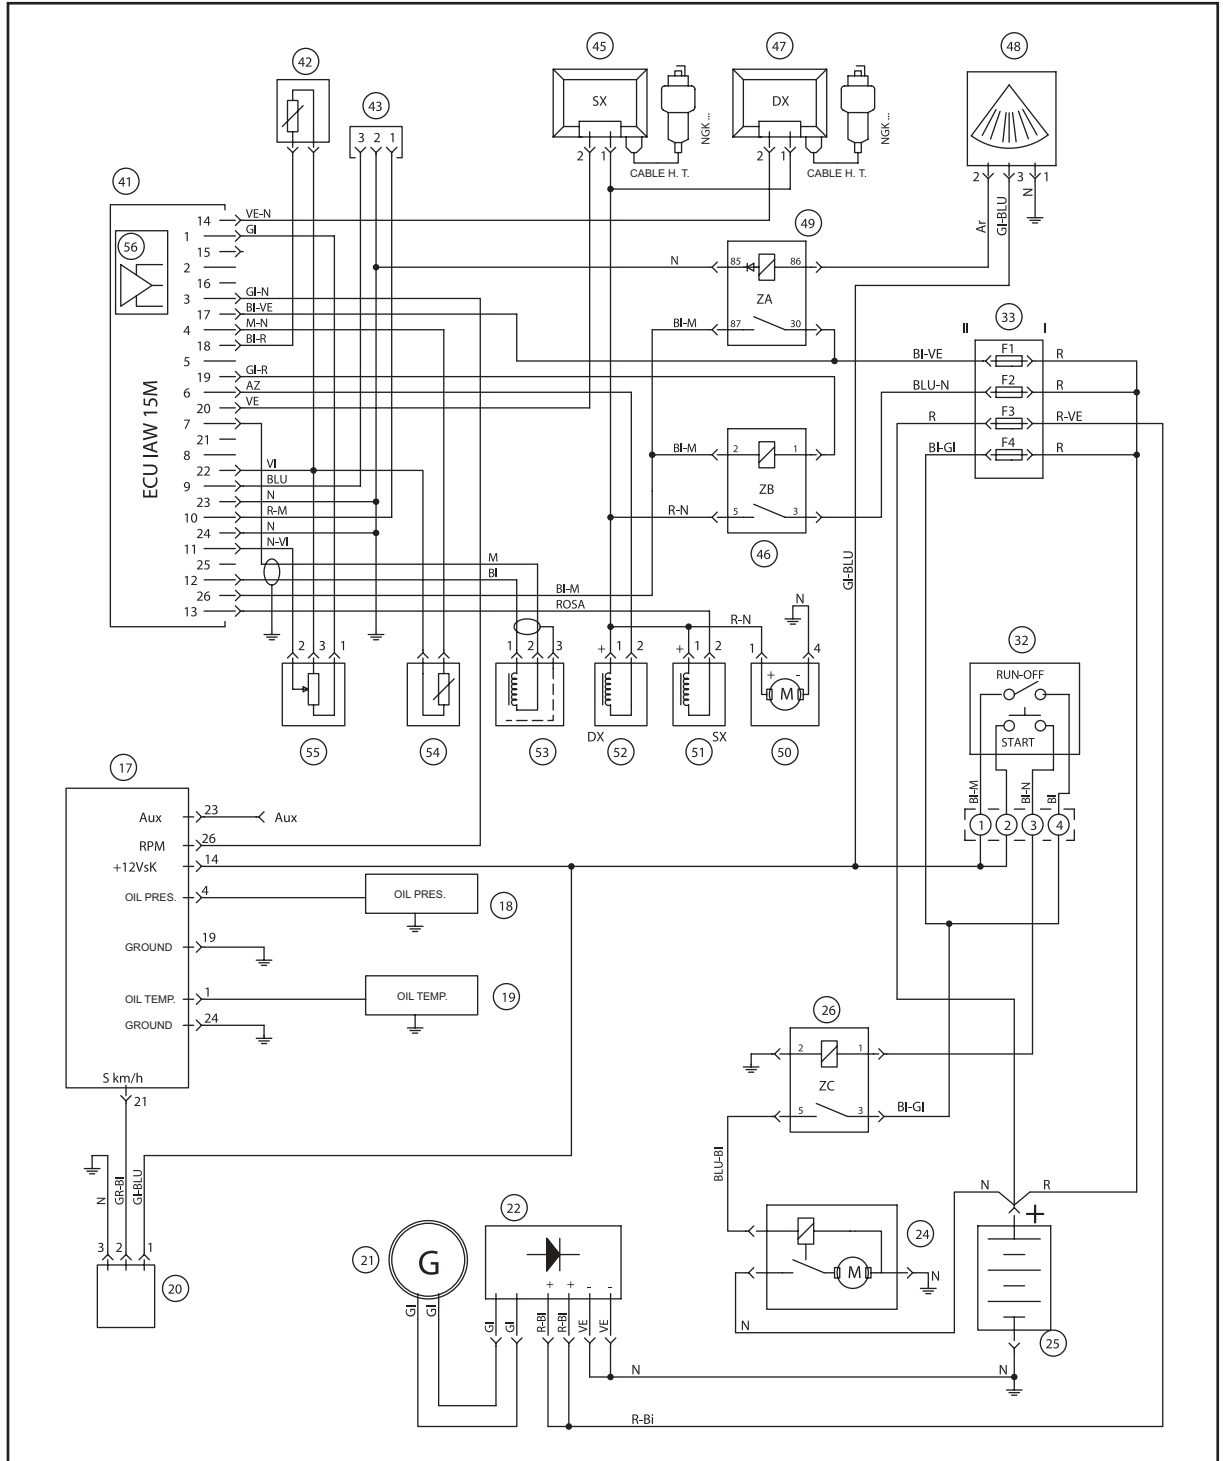 42
45
47
48
43
SX
NGK ...
DX
NGK ...
3 2 1
2 1
CABLE H. T.
2 1
CABLE H. T.
2 3 1
41
56
ECU IAW 15M
14 VE-N
1 GI
15
2
16
3 GI-N
17 BI-VE
4 M-N
18 BI-R
5
19 GI-R
6 AZ
20 VE
7
21
8
22 VI
9 BLU
23 N
10 R-M
24 N
11 N-VI
25
12
26
13
M
BI
BI-M
ROSA
Ar
GI-BLU
N
49
N
85 86
ZA
BI-M
87 30
33
II I
BI-VE F1 R
BLU-N F2 R
R F3 R-VE
BI-GI F4 R
BI-M
2 1
ZB
R-N
5 3
46
GI-BLU
N
R-N
2 3 1
55
54
1 2 3
53
+ 1 2
DX
52
+ 1 2
51
SX
1 4
+ -
M
50
32
RUN-OFF
START
BI-M
BI-N
BI
1 2 3 4
17
Aux 23 Aux
RPM 26
+12VsK 14
OIL PRES. 4
OIL PRES.
18
GROUND 19
OIL TEMP. 1
OIL TEMP.
19
GROUND 24
S km/h
21
26
2 1
ZC
5 3
BI-GI
BLU-BI
N
GR-BI
GI-BLU
3 2 1
20
21
G
GI
GI
22
+ + - -
GI
GI
R-BI
R-BI
VE
VE
N R
+
24
M
N
N
25
N N
R-Bi